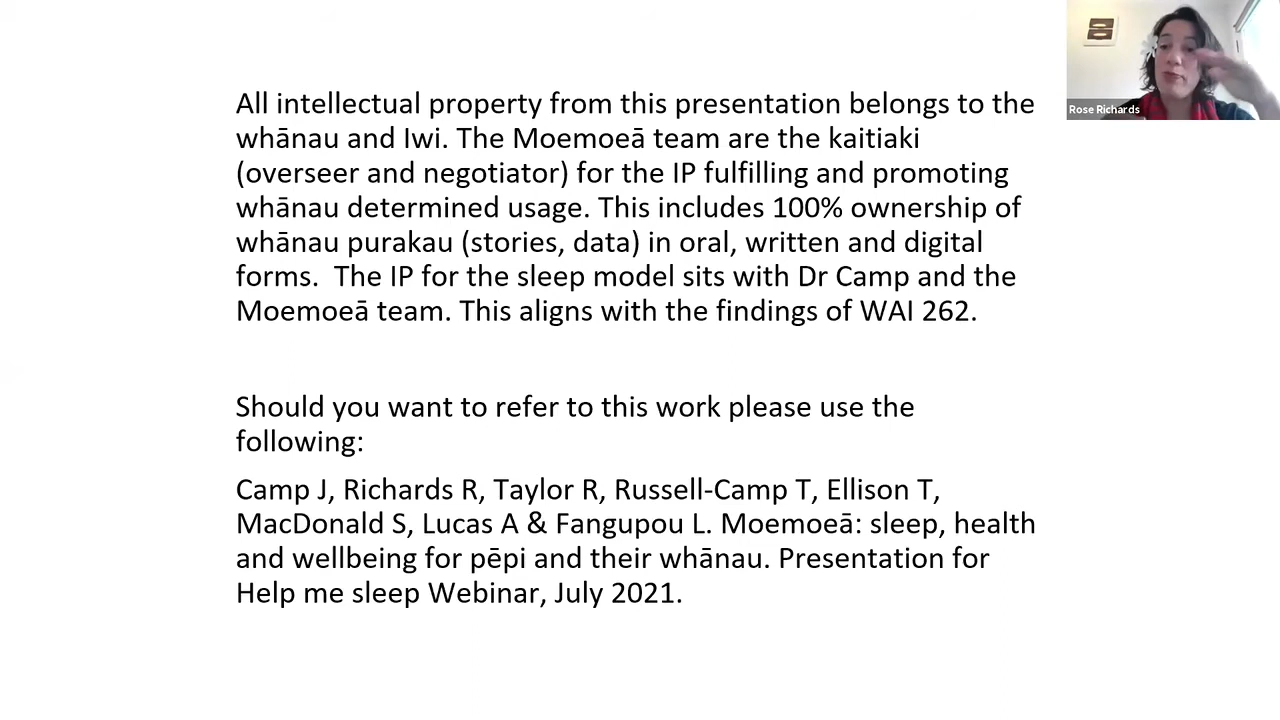 All intellectual property from this presentation belongs to the
whānau and Iwi. The Moemoeā team are the kaitiaki
(overseer and negotiator) for the IP fulfilling and promoting
whānau determined usage. This includes 100% ownership of
whānau purakau (stories, data) in oral, written and digital
forms.  The IP for the sleep model sits with Dr Camp and the
Moemoeā team. This aligns with the findings of WAI 262.
Should you want to refer to this work please use the
following:
Camp J, Richards R, Taylor R, Russell-Camp T, Ellison T,
MacDonald S, Lucas A & Fangupou L. Moemoeā: sleep, health
and wellbeing for pēpi and their whānau. Presentation for
Help me sleep Webinar, July 2021.
Rose Richards